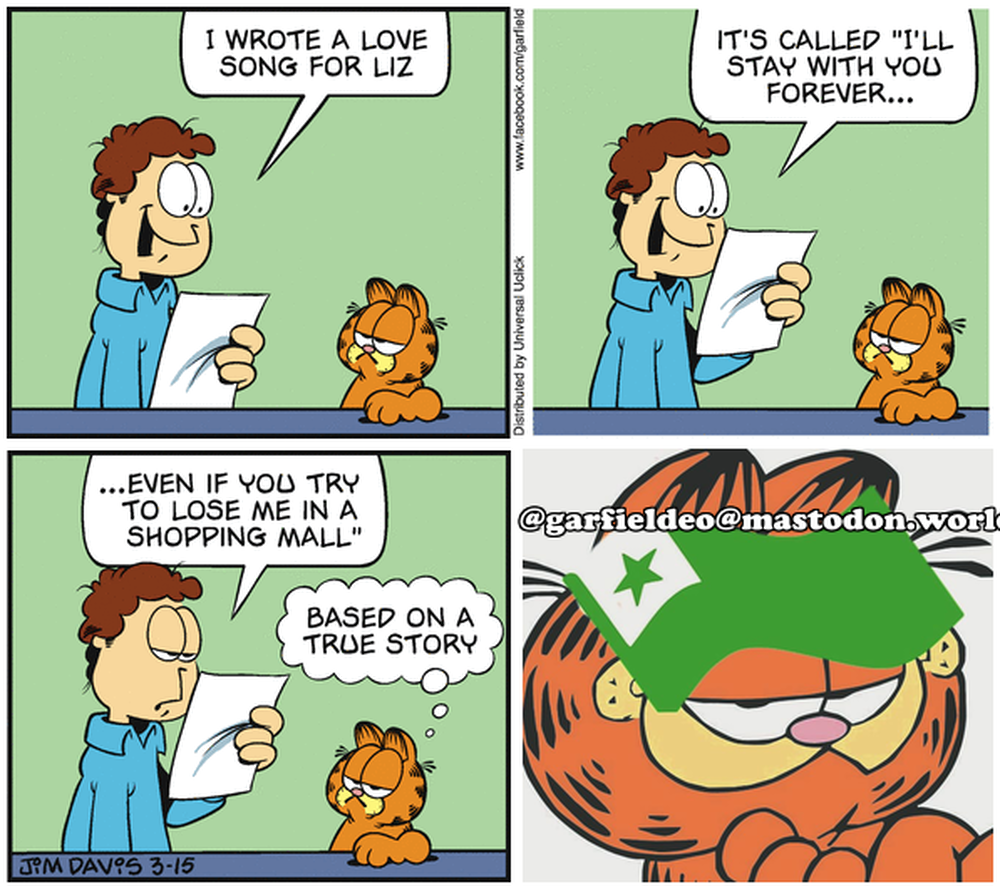 I WROTE A LOVE
SONG FOR LIZ
www.facebook.com/garfield
Distributed by Universal Uclick
IT'S CALLED "I'LL
STAY WITH YOU
FOREVER...
...EVEN IF YOU TRY
TO LOSE ME IN A
SHOPPING MALL"
BASED ON A
TRUE STORY
JIM DAVIS 3-15
@garfieldeo@mastodon.worl